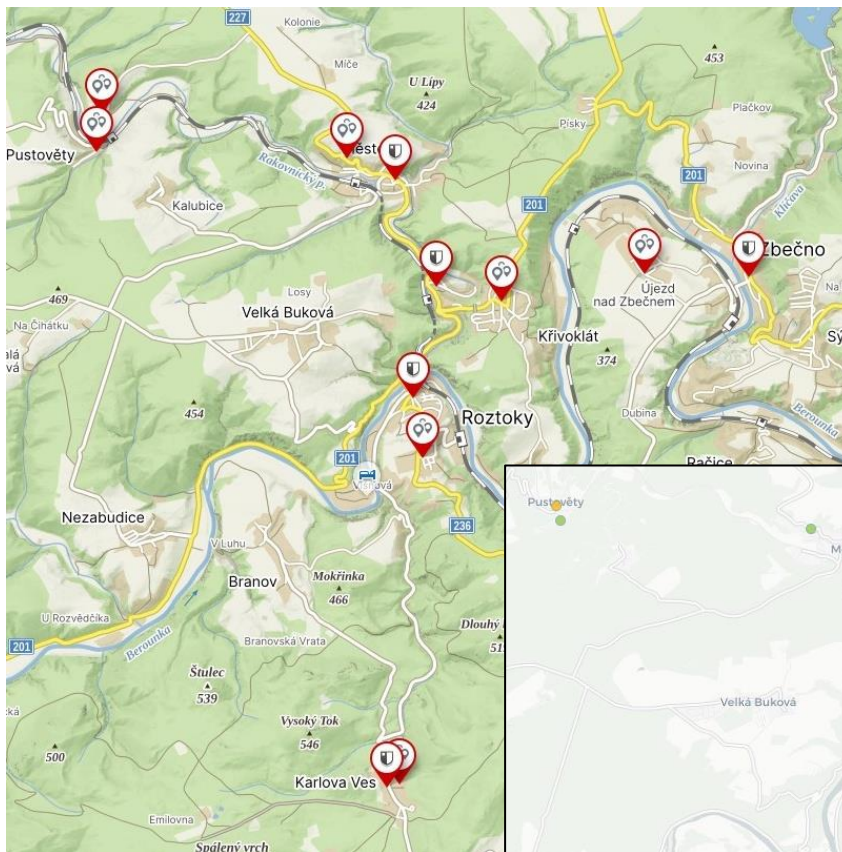 227
Kolonie
Míče
U Lípy
424
453
Plačkov
Písky
Pustověty
Rakovnický p.
Novina
201
Klíčava
Kalubice
201
Zbečno
469
Losy
Velká Buková
Újezd
nad Zbečnem
Na
Na Čihátku
Křivoklát
374
Sý
454
Dubina
Berounka
Roztoky
Račice
201
Nezabudice
V Luhu
236
Pustověty
Branov
Mokřinka
466
U Rozvědčíka
Dlouhý
201
Berounka
Branovská Vrata
Štulec
539
Velká Buková
Vysoký Tok
546
500
Karlova Ves
Emilovna
Spálený vrch